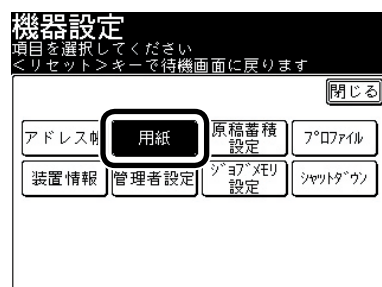 機器設定
項目を選択してください
<リセット>キーで待機画面に戻ります
閉じる
アドレス帳 用紙 原稿蓄積設定 プロファイル
装置情報 管理者設定 ジョブメモリ設定 シャットダウン